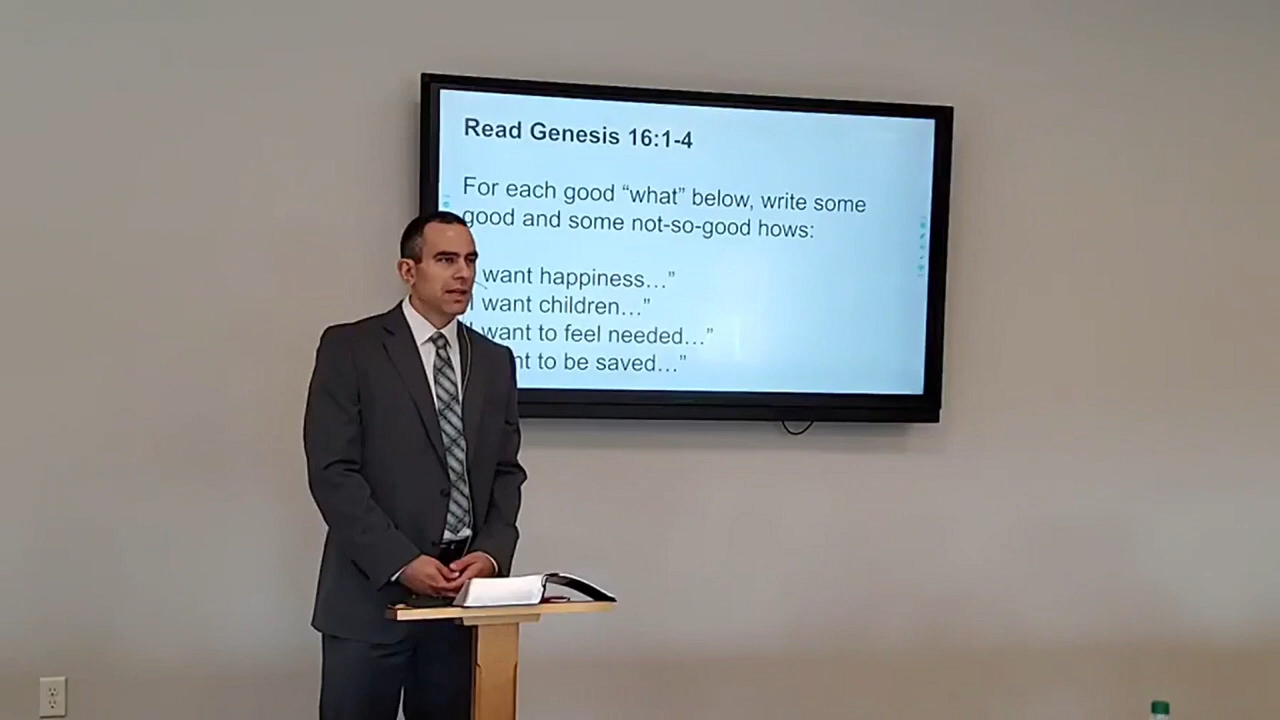 Read Genesis 16:1-4
For each good “what” below, write some
good and some not-so-good hows:
want happiness…”
want children…”
want to feel needed…”
to be saved…”